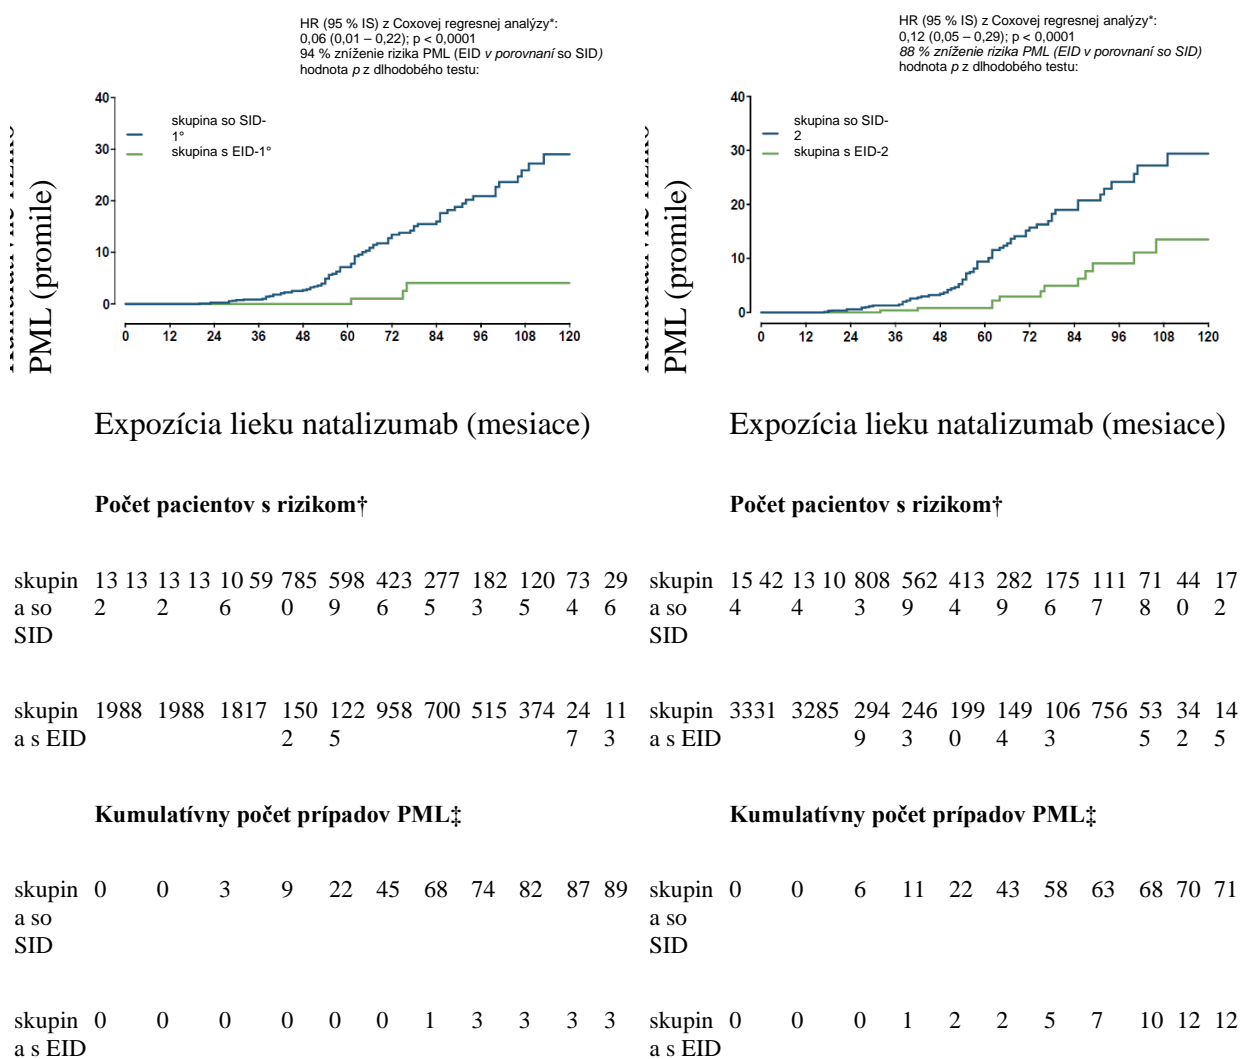 HR (95 % IS) z Coxovej regresnej analýzy*:
0,06 (0,01 – 0,22); p < 0,0001
94 % zníženie rizika PML (EID v porovnaní so SID)
hodnota p z dlhodobého testu:
40
30
20
10
0
skupina so SID-
1°
skupina s EID-1°
0 12 24 36 48 60 72 84 96 108 120
PML (promile)
Expozícia lieku natalizumab (mesiace)
HR (95 % IS) z Coxovej regresnej analýzy*:
0,12 (0,05 – 0,29); p < 0,0001
88 % zníženie rizika PML (EID v porovnaní so SID)
hodnota p z dlhodobého testu:
40
30
20
10
0
skupina so SID-
2
skupina s EID-2
0 12 24 36 48 60 72 84 96 108 120
PML (promile)
Expozícia lieku natalizumab (mesiace)
Počet pacientov s rizikom†
skupin 13 13 13 13 10 59 785 598 423 277 182 120 73 29
a so 2 2 6 0 9 6 5 3 5 4 6
SID
skupin 1988 1988 1817 150 122 958 700 515 374 24 11
a s EID 2 5 7 3
Kumulatívny počet prípadov PML‡
skupin 0 0 3 9 22 45 68 74 82 87 89
a so
SID
skupin 0 0 0 0 0 0 1 3 3 3 3
a s EID
Počet pacientov s rizikom†
skupin 15 42 13 10 808 562 413 282 175 111 71 44 17
a so 4 4 3 9 4 9 6 7 8 0 2
SID
skupin 3331 3285 294 246 199 149 106 756 53 34 14
a s EID 9 3 0 4 3 5 2 5
Kumulatívny počet prípadov PML‡
skupin 0 0 6 11 22 43 58 63 68 70 71
a so
SID
skupin 0 0 0 1 2 2 5 7 10 12 12
a s EID